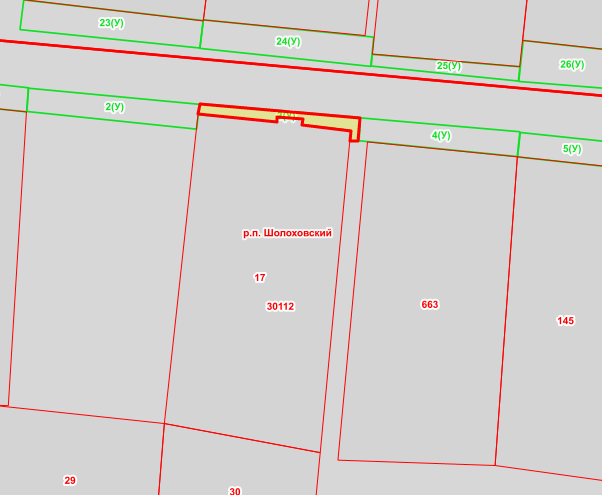 23(У)
24(У)
25(У)
26(У)
2(У)
4(У)
5(У)
р.п. Шолоховский
17
30112
663
145
29
30